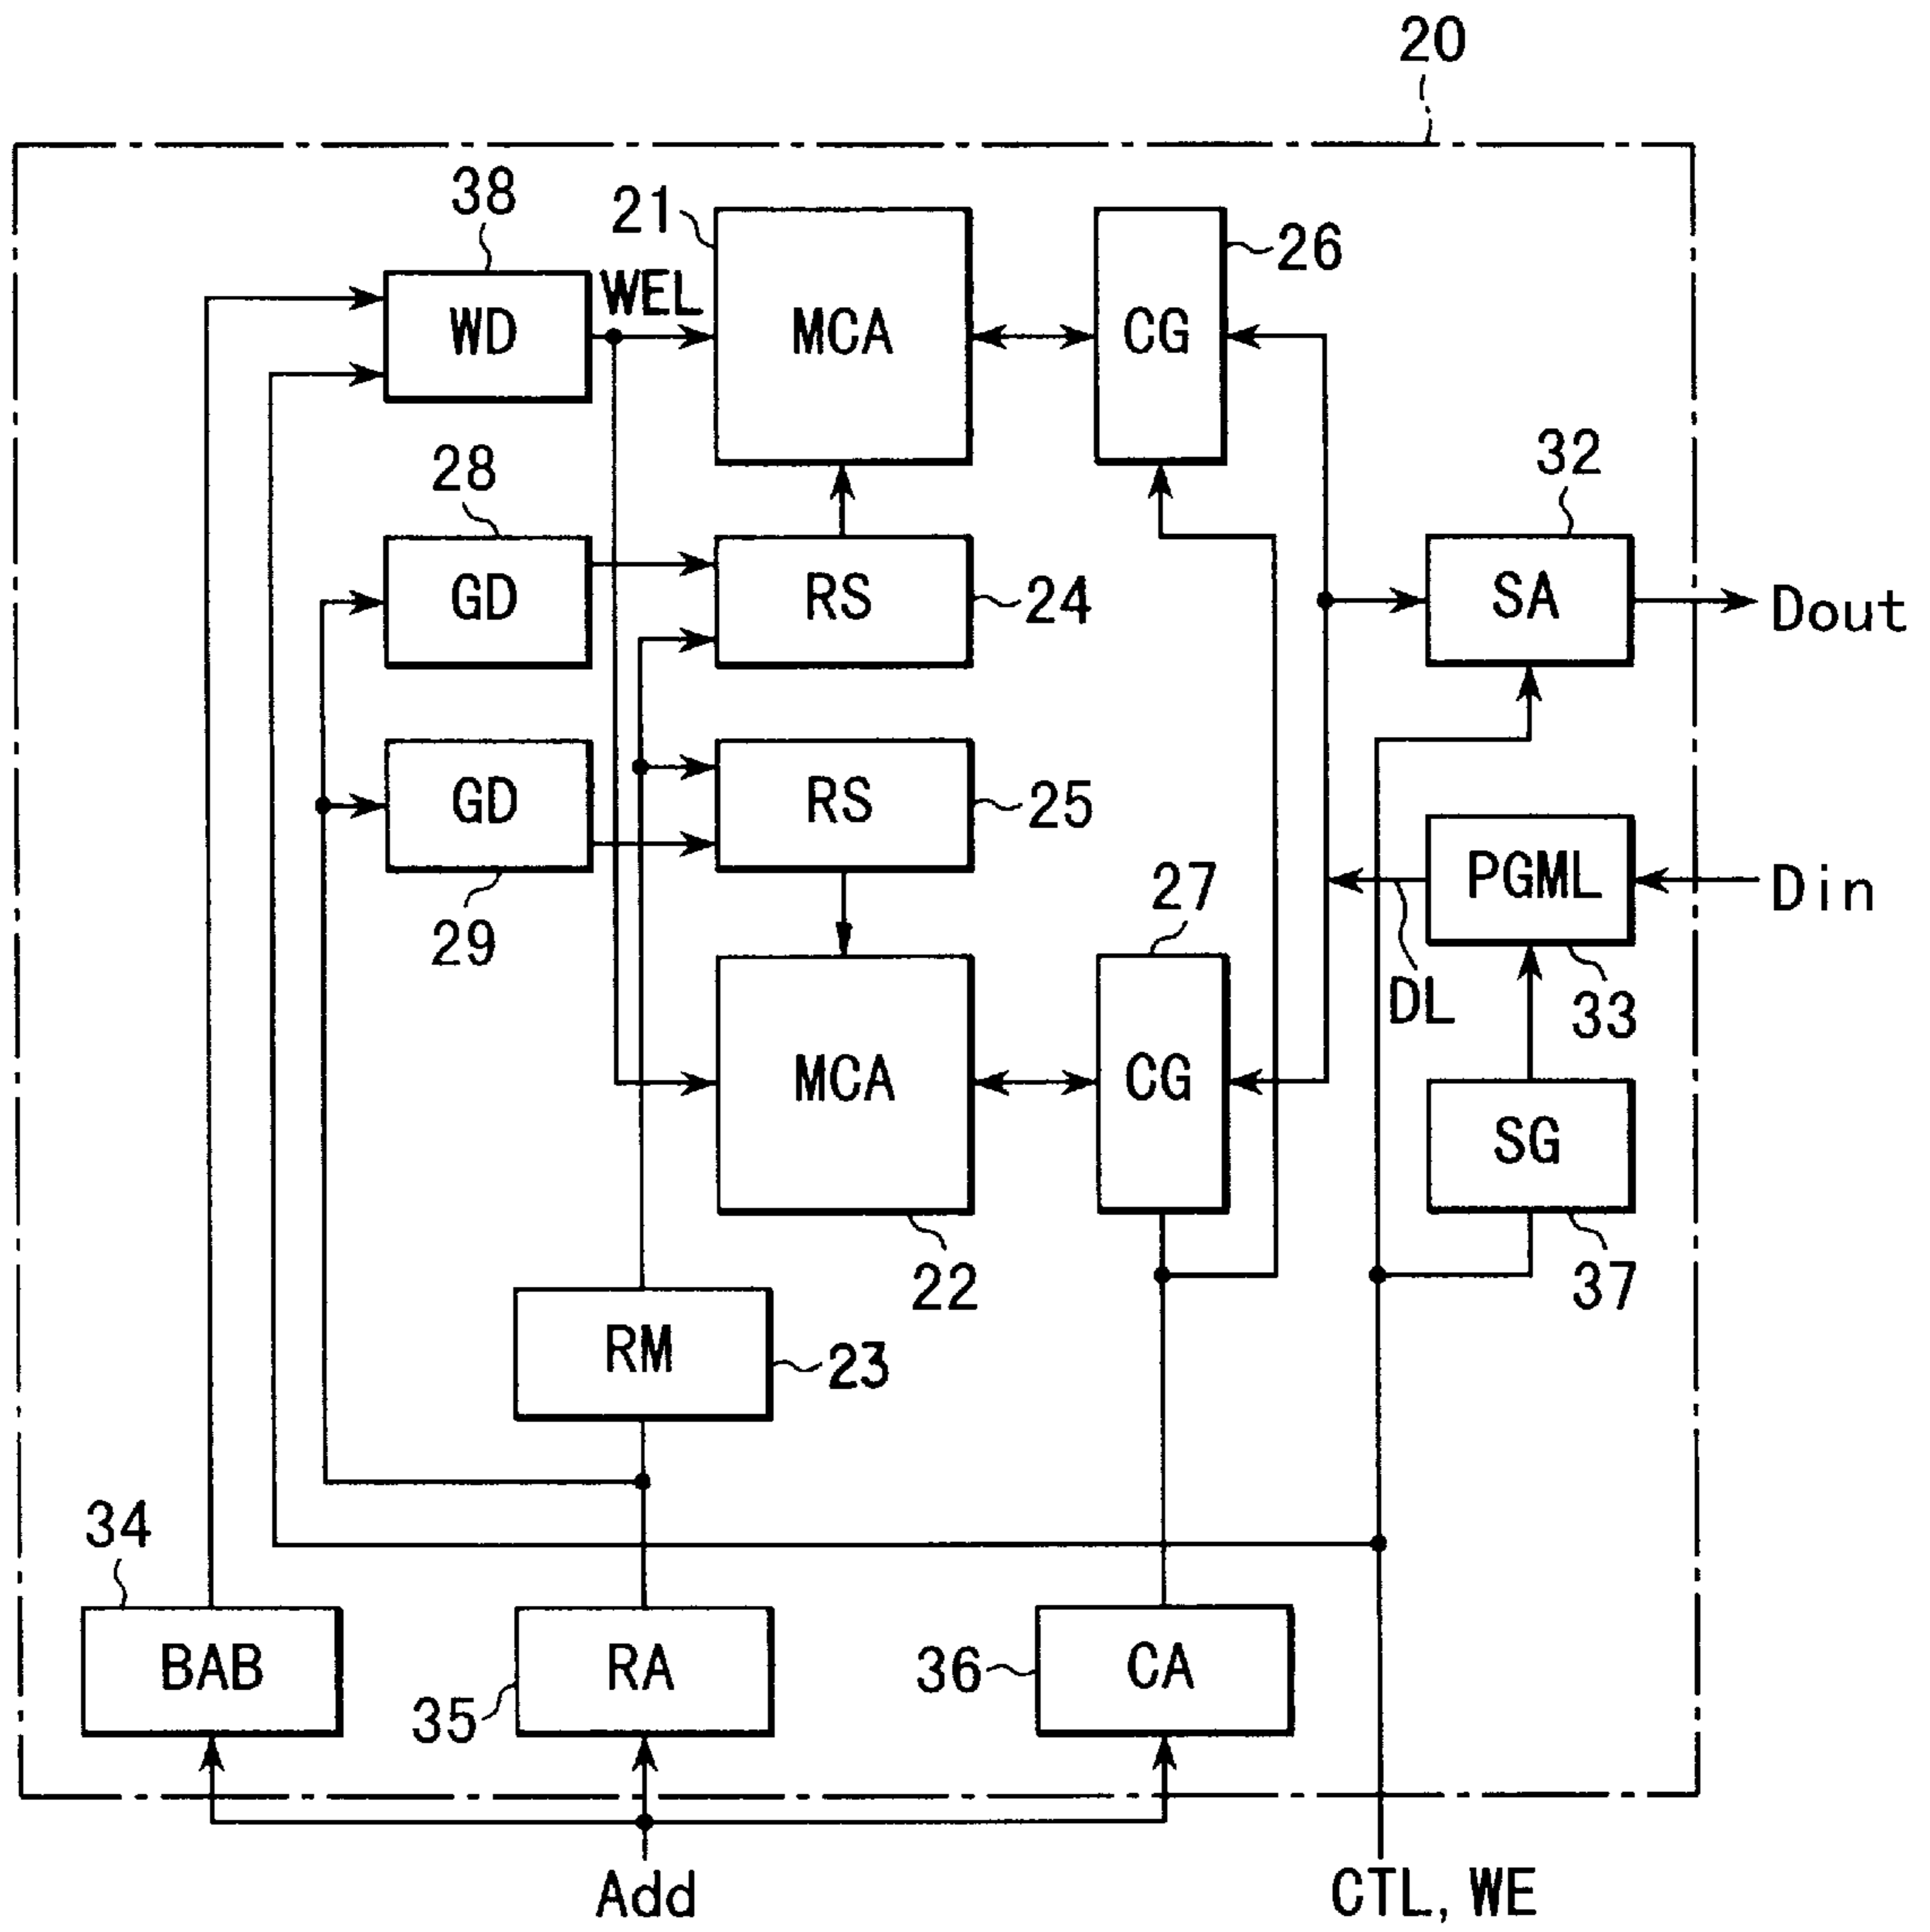 20
38
21
26
WEL
WD
MCA
CG
28
32
GD
RS
24
SA
Dout
GD
RS
25
29
27
PGML
Din
DL
33
MCA
CG
SG
22
37
RM
23
34
BAB
35
RA
36
CA
Add
CTL, WE